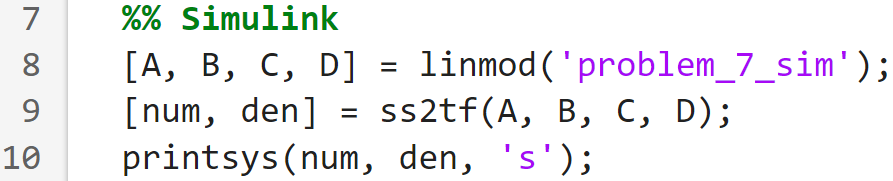 7 %% Simulink
8 [A, B, C, D] = linmod('problem_7_sim');
9 [num, den] = ss2tf(A, B, C, D);
10 printsys(num, den, 's');